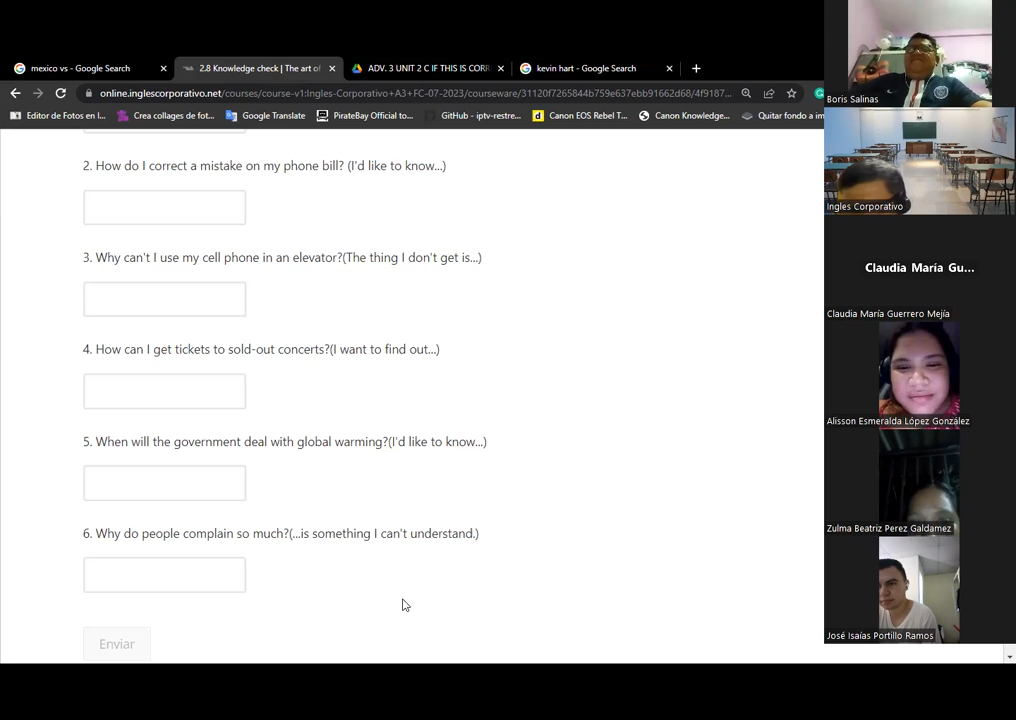 mexico vs - Google Search
2.8 Knowledge check | The art of
ADV. 3 UNIT 2 C IF THIS IS CORR
kevin hart - Google Search
online.inglescorporativo.net/courses/course-v1:Ingles-Corporativo+A3+FC-07-2023/courseware/31120f7265844b759e637ebb91662d68/4f9187...
Editor de Fotos en l...
Crea collages de fot...
Google Translate
PirateBay Official to...
GitHub - iptv-restre...
Canon EOS Rebel T...
Canon Knowledge...
Quitar fondo a im
2. How do I correct a mistake on my phone bill? (I'd like to know...)
3. Why can't I use my cell phone in an elevator?(The thing I don't get is...)
4. How can I get tickets to sold-out concerts?(I want to find out...)
5. When will the government deal with global warming?(I'd like to know...)
6. Why do people complain so much?(...is something I can't understand.)
Enviar
Boris Salinas
Ingles Corporativo
Claudia María Gu...
Claudia María Guerrero Mejía
Alisson Esmeralda López González
Zulma Beatriz Perez Galdamez
José Isaías Portillo Ramos